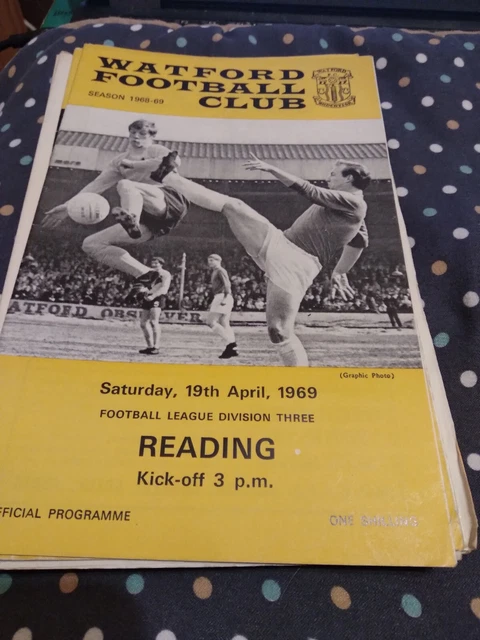 WATFORD
FOOTBALL
CLUB
SEASON 1968-69
WATFORD
ATFORD OBSERVER
(Graphic Photo)
Saturday, 19th April, 1969
FOOTBALL LEAGUE DIVISION THREE
READING
Kick-off 3 p.m.
FFICIAL PROGRAMME
ONE SHILLING